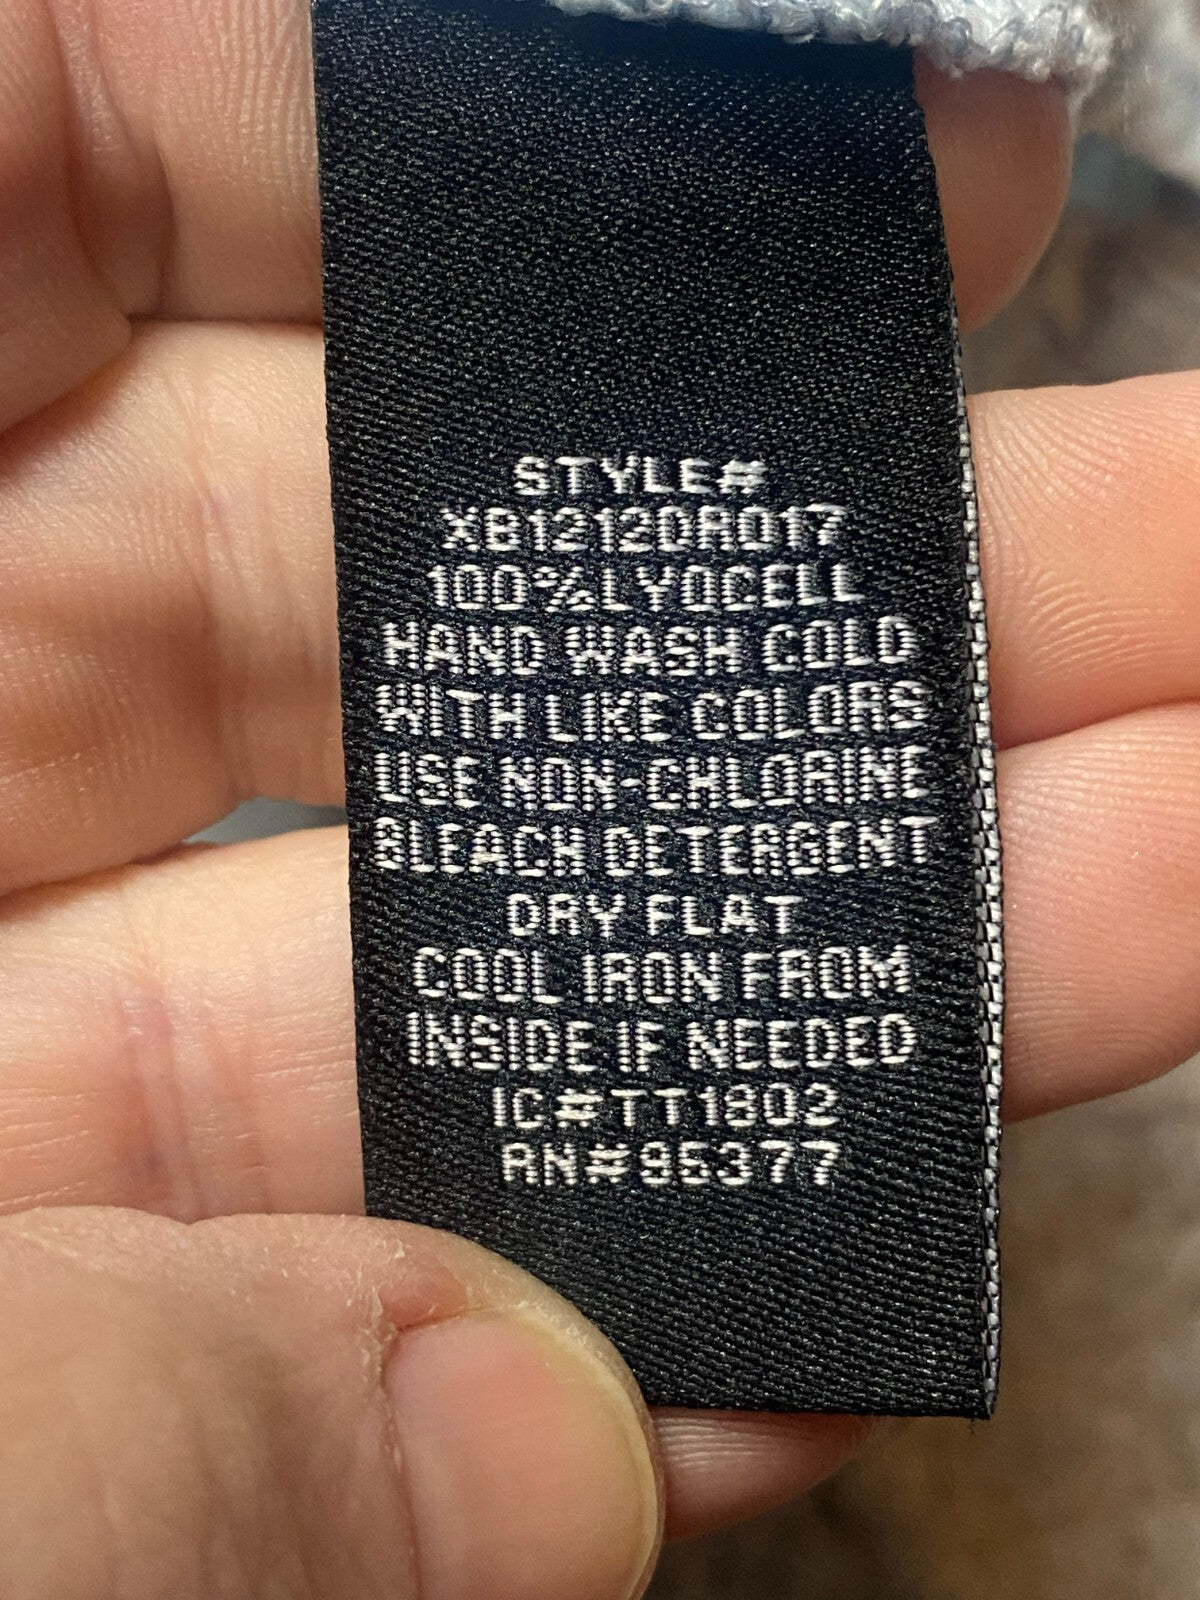 STYLE#
XB1212DR017
100%LYOCELL
HAND WASH COLD
WITH LIKE COLORS
USE NON-CHLORINE
BLEACH DETERGENT
DRY FLAT
COOL IRON FROM
INSIDE IF NEEDED
IC#TT1802
RN#95377